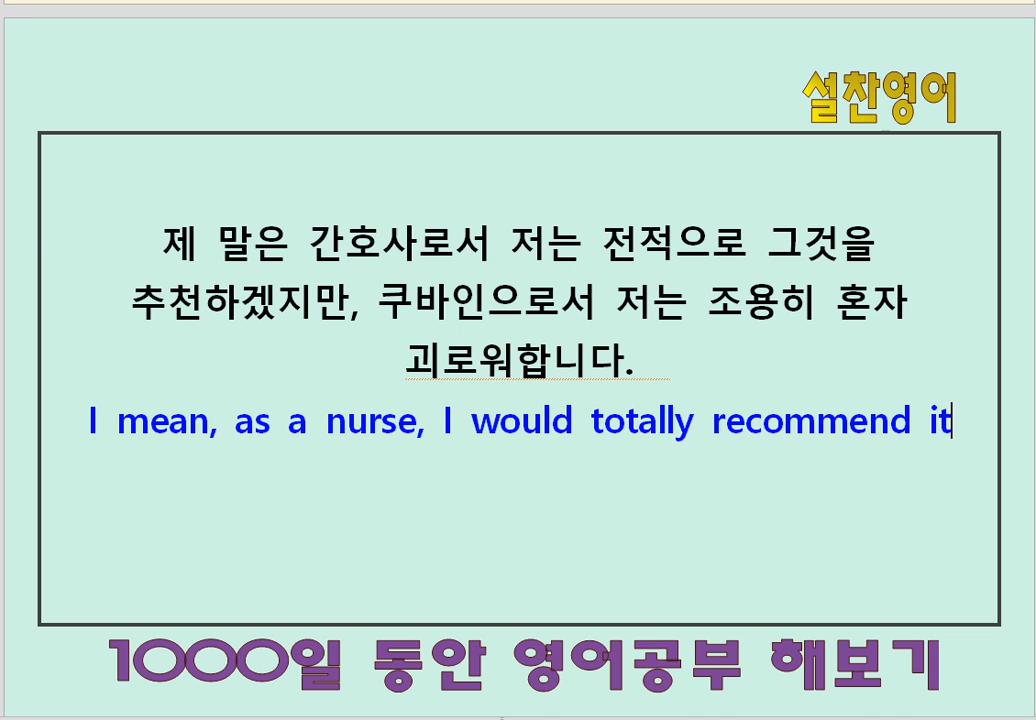 설찬영어
제 말은 간호사로서 저는 전적으로 그것을
추천하겠지만, 쿠바인으로서 저는 조용히 혼자
괴로워합니다.
I mean, as a nurse, I would totally recommend it
1000일 동안 영어공부 해보기